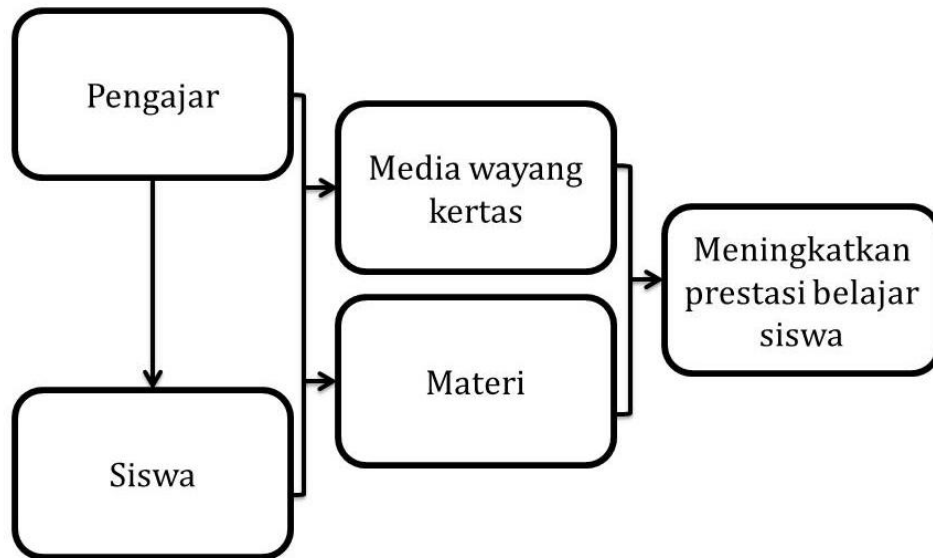 Pengajar
Media wayang
kertas
Meningkatkan
prestasi belajar
siswa
Materi
Siswa